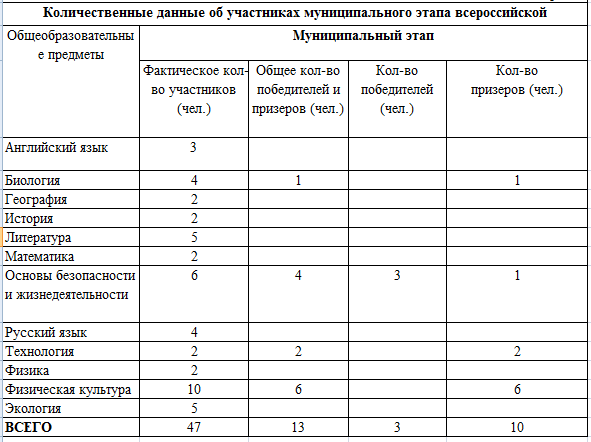 Количественные данные об участниках муниципального этапа всероссийской
Общеобразовательны
е предметы
Муниципальный этап
Фактическое кол-
во участников
(чел.)
Общее кол-во
победителей и
призеров (чел.)
Кол-во
победителей
(чел.)
Кол-во
призеров (чел.)
Английский язык 3
Биология 4 1 1
География 2
История 2
Литература 5
Математика 2
Основы безопасности 6 4 3 1
и жизнедеятельности
Русский язык 4
Технология 2 2 2
Физика 2
Физическая культура 10 6 6
Экология 5
ВСЕГО 47 13 3 10